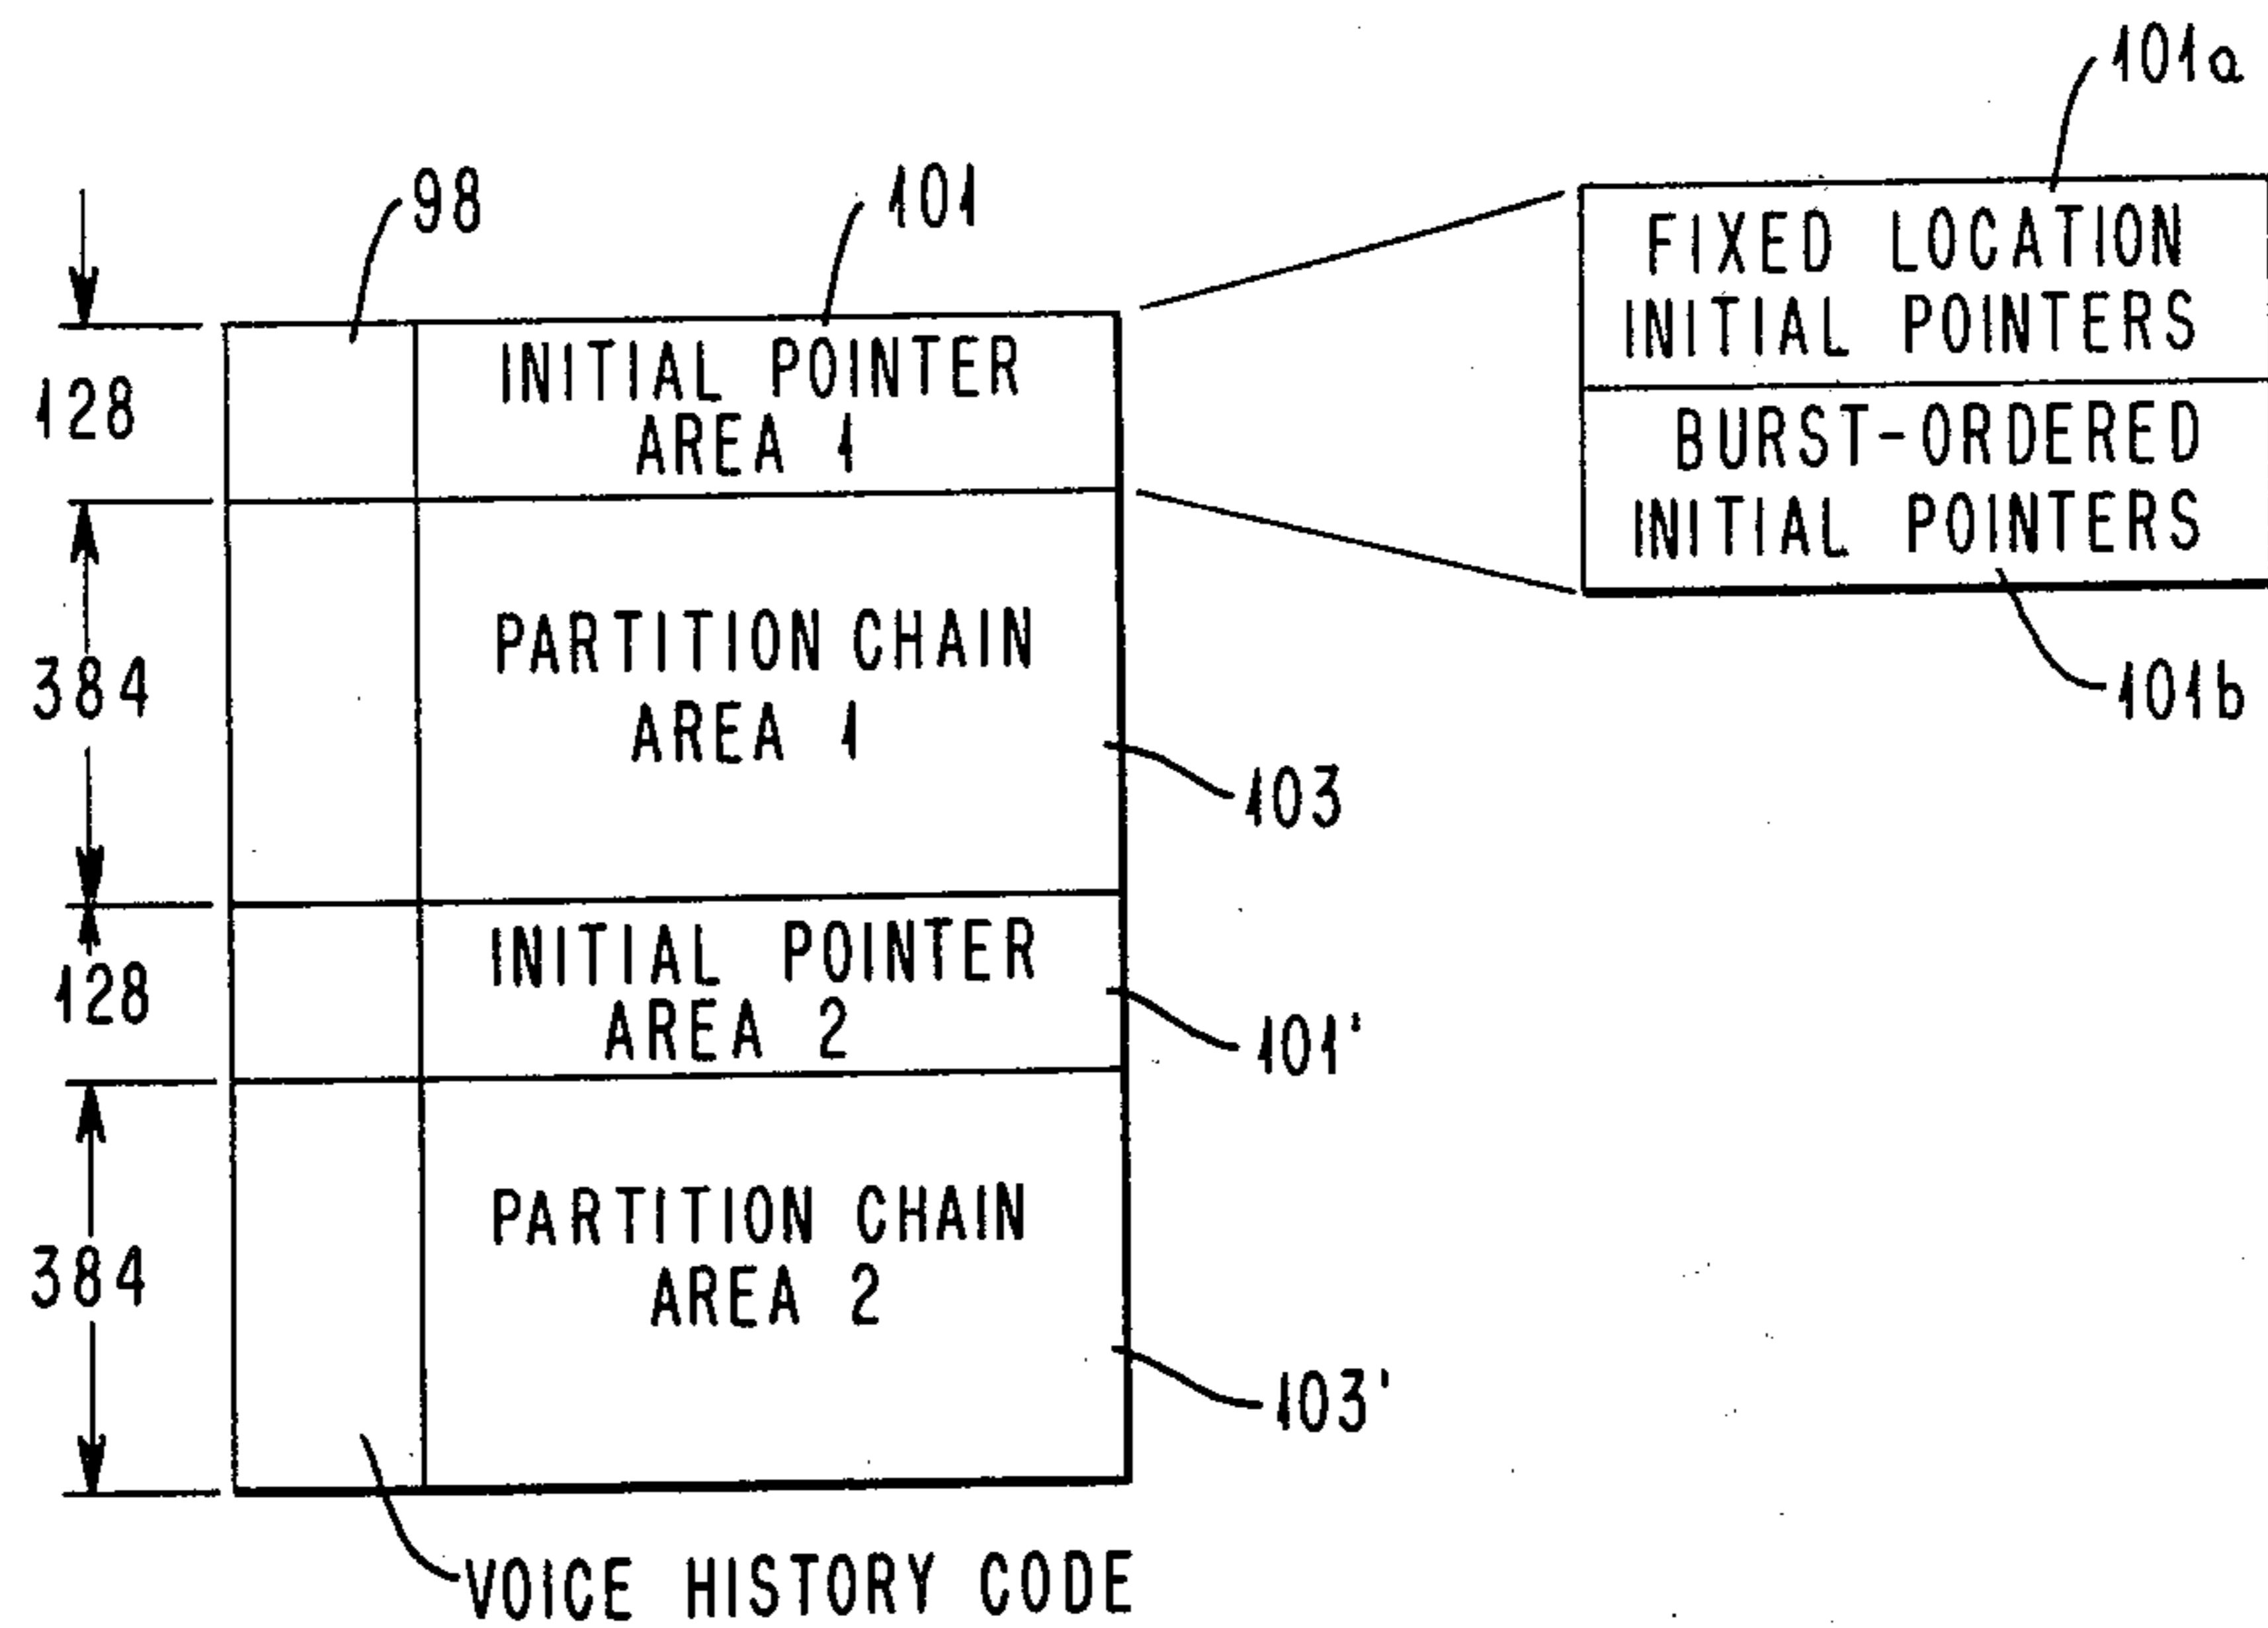 101a
98
101
FIXED LOCATION
INITIAL POINTERS
128
INITIAL POINTER
AREA 1
BURST-ORDERED
INITIAL POINTERS
101b
384
PARTITION CHAIN
AREA 1
103
128
INITIAL POINTER
AREA 2
101'
384
PARTITION CHAIN
AREA 2
103'
VOICE HISTORY CODE